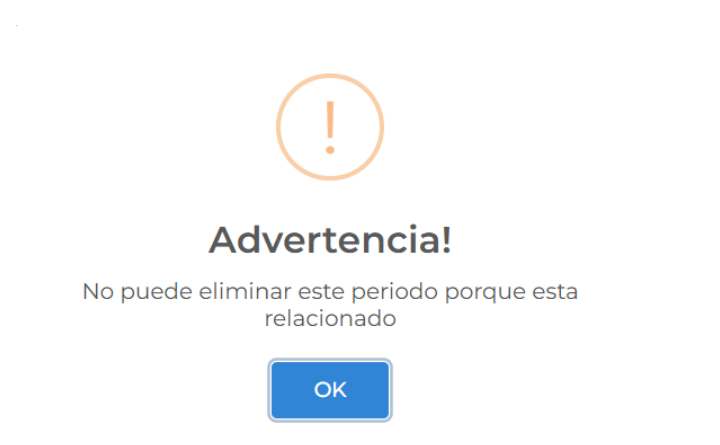 Advertencia!
No puede eliminar este periodo porque esta
relacionado
OK